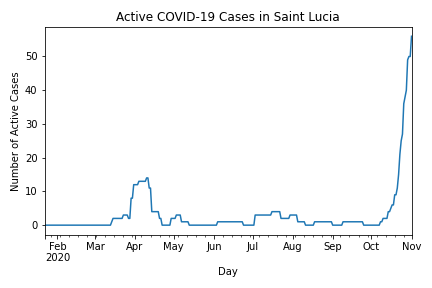 Active COVID-19 Cases in Saint Lucia
Number of Active Cases
50
40
30
20
10
0
Feb Mar Apr May Jun Jul Aug Sep Oct Nov
2020
Day